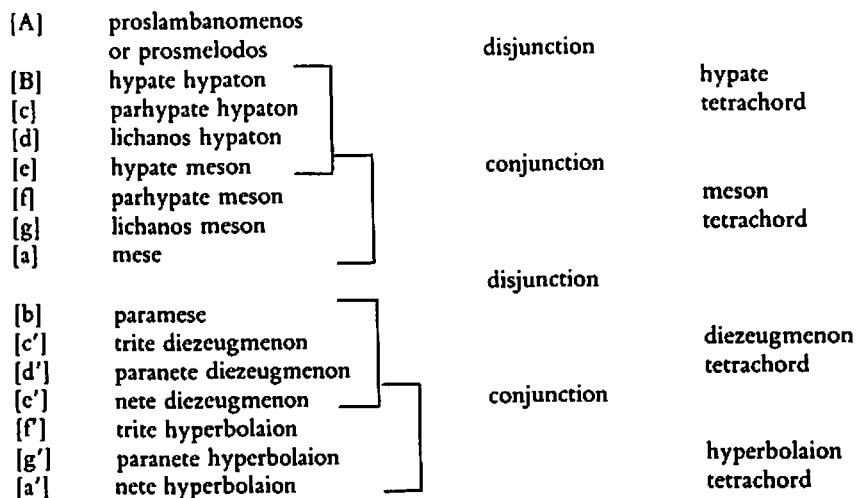 [A] proslambanomenos
or prosmelodos disjunction
[B] hypate hypaton hypate
[c] parhypate hypaton tetrachord
[d] lichanos hypaton
[e] hypate meson conjunction
[f] parhypate meson meson
[g] lichanos meson tetrachord
[a] mese
disjunction
[b] paramese
[c'] trite diezeugmenon diezeugmenon
[d'] paranete diezeugmenon tetrachord
[e'] nete diezeugmenon conjunction
[f'] trite hyperbolaion
[g'] paranete hyperbolaion hyperbolaion
[a'] nete hyperbolaion tetrachord